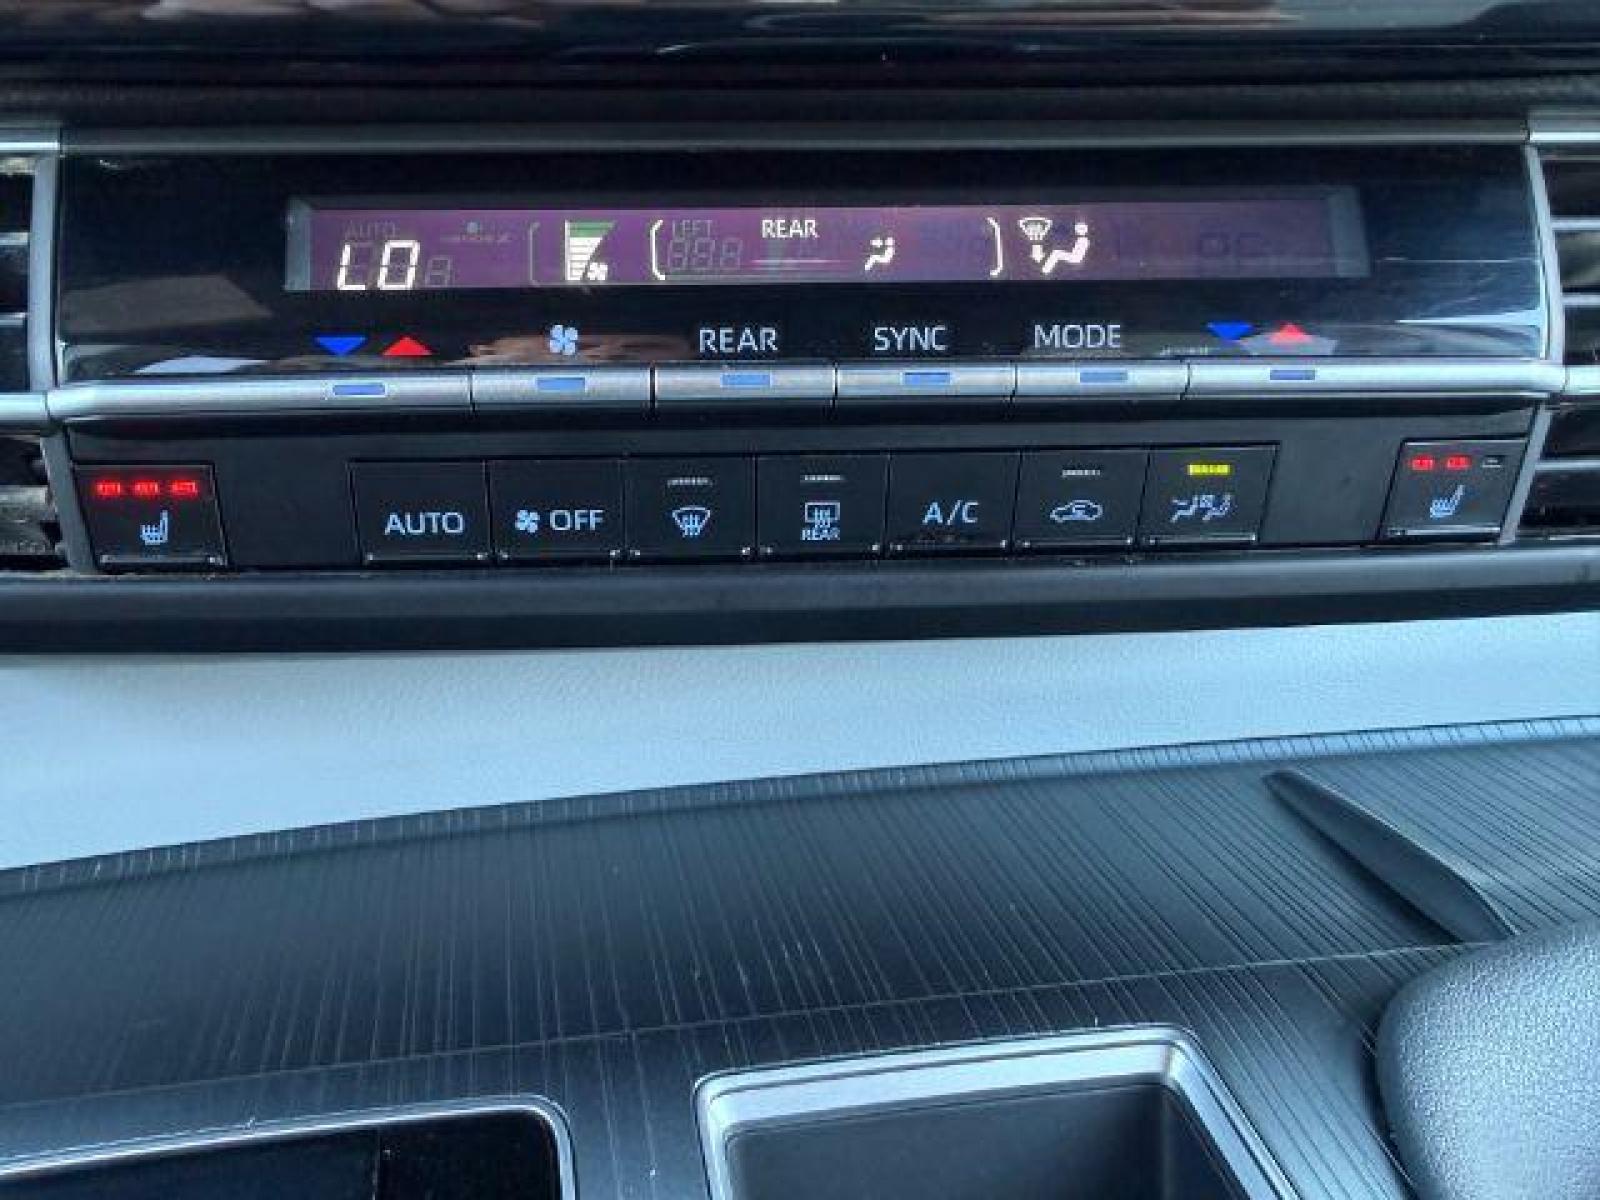 AUTO
LO
LEFT
REAR
REAR
SYNC
MODE
AUTO
OFF
REAR
A/C